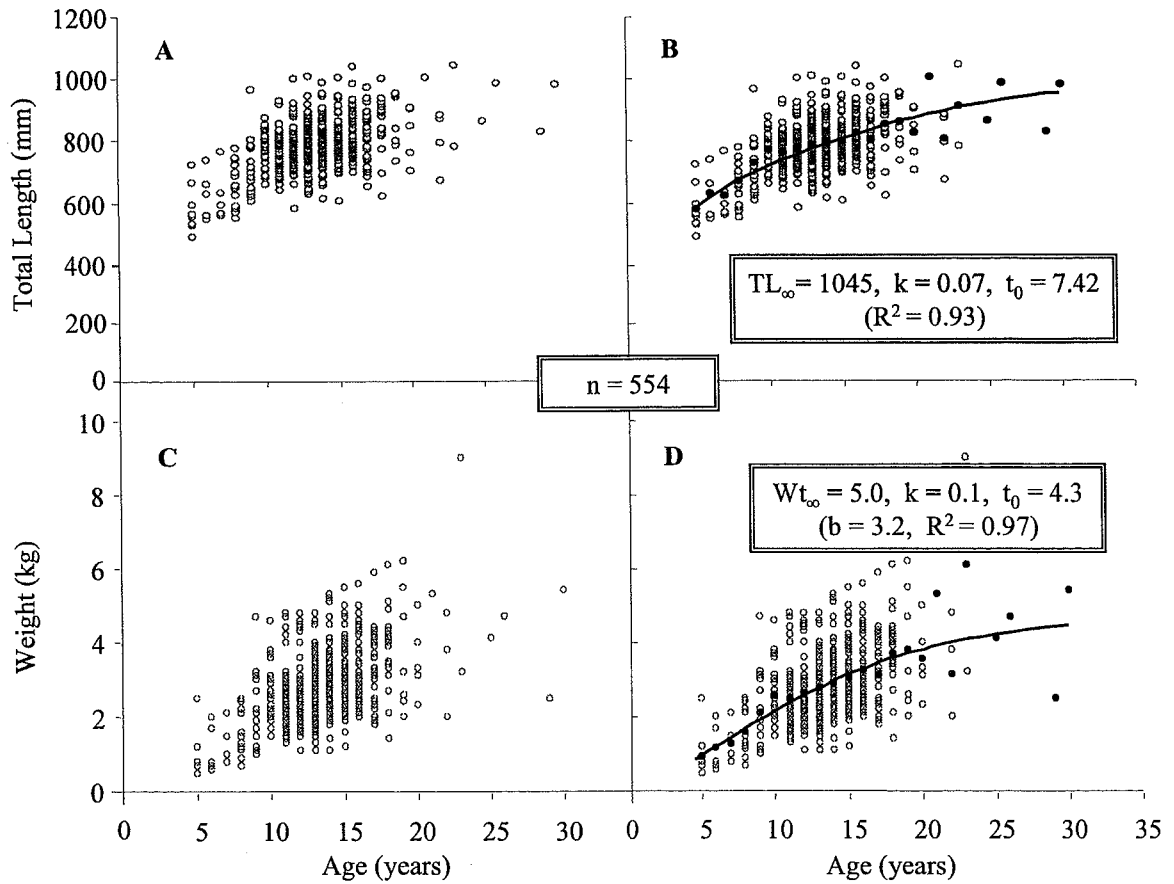 1200
1000
800
600
400
200
0
Total Length (mm)
A
B
TL∞ = 1045, k = 0.07, t0 = 7.42
(R² = 0.93)
n = 554
10
8
6
4
2
0
Weight (kg)
C
D
Wt∞ = 5.0, k = 0.1, t0 = 4.3
(b = 3.2, R² = 0.97)
0 5 10 15 20 25 30 5 10 15 20 25 30 35
Age (years) Age (years)